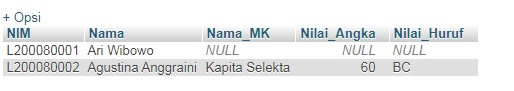 + Opsi
NIM Nama Nama_MK Nilai_Angka Nilai_Huruf
L200080001 Ari Wibowo NULL NULL NULL
L200080002 Agustina Anggraini Kapita Selekta 60 BC